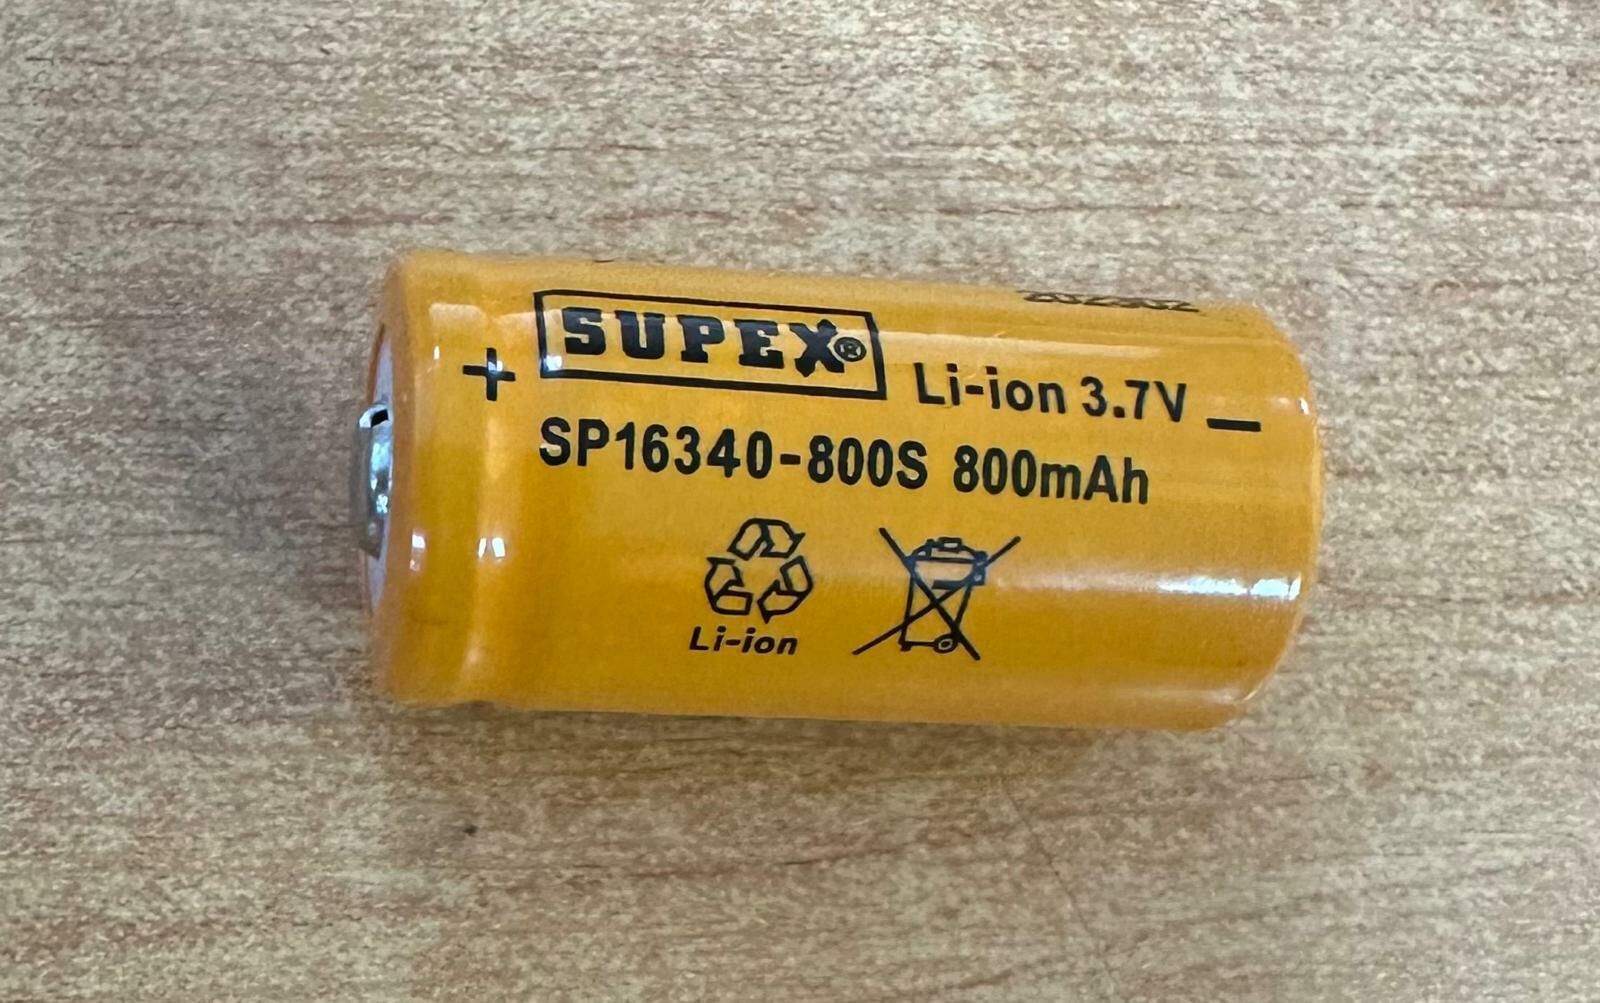 + SUPEX® Li-ion 3.7V –
SP16340-800S 800mAh
Li-ion